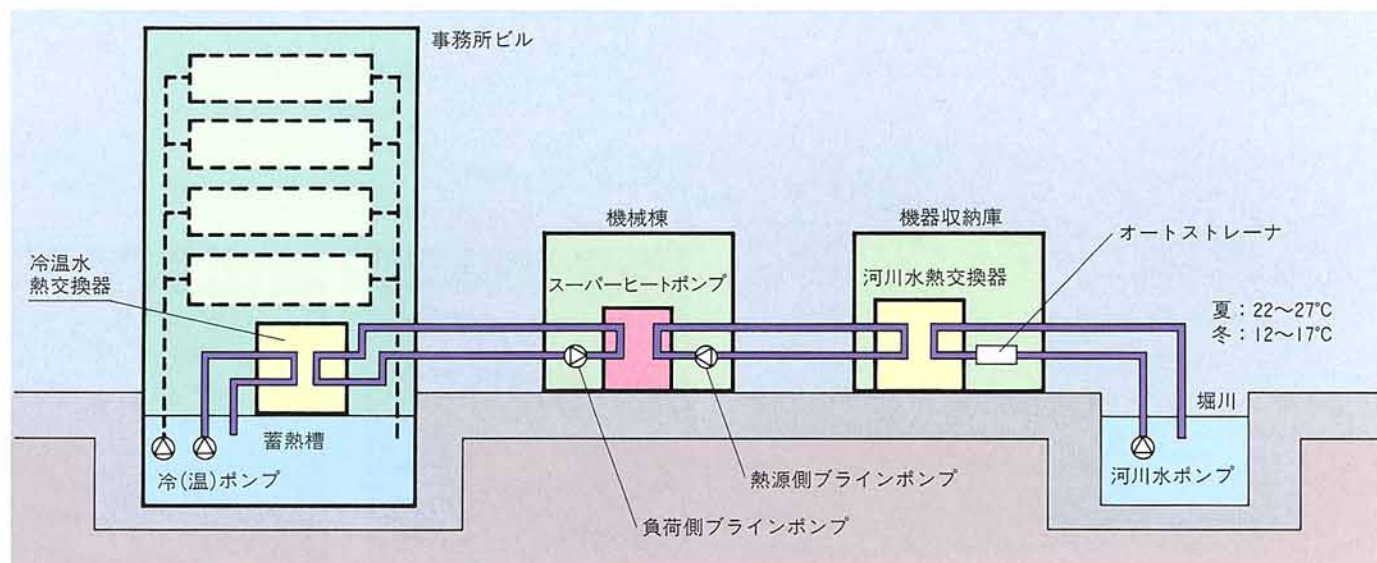 事務所ビル
機械棟
機器収納庫
オートストレーナ
冷温水
熱交換器
スーパーヒートポンプ
河川水熱交換器
夏：22〜27℃
冬：12〜17℃
堀川
蓄熱槽
冷(温)ポンプ
熱源側ブラインポンプ
河川水ポンプ
負荷側ブラインポンプ